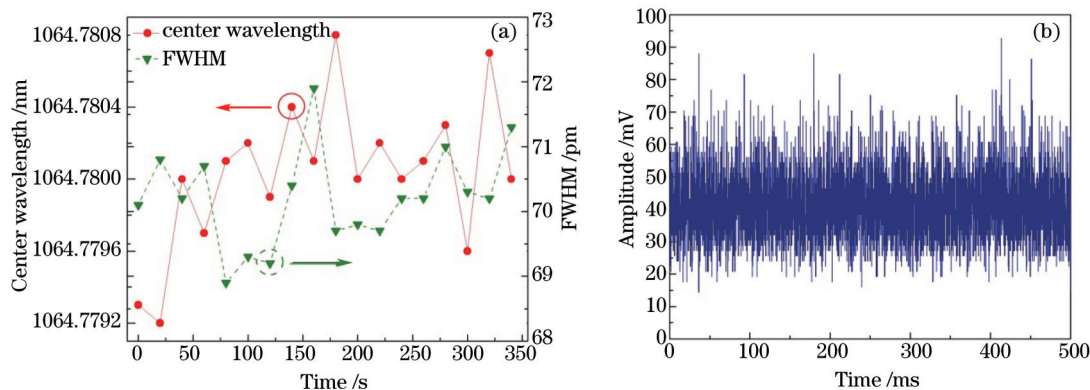 (a)
center wavelength
FWHM
1064.7808
1064.7804
1064.7800
1064.7796
1064.7792
Center wavelength /nm
73
72
71
70
69
68
FWHM /pm
0 50 100 150 200 250 300 350
Time /s
(b)
100
90
80
70
60
50
40
30
20
10
0
Amplitude /mV
0 100 200 300 400 500
Time /ms